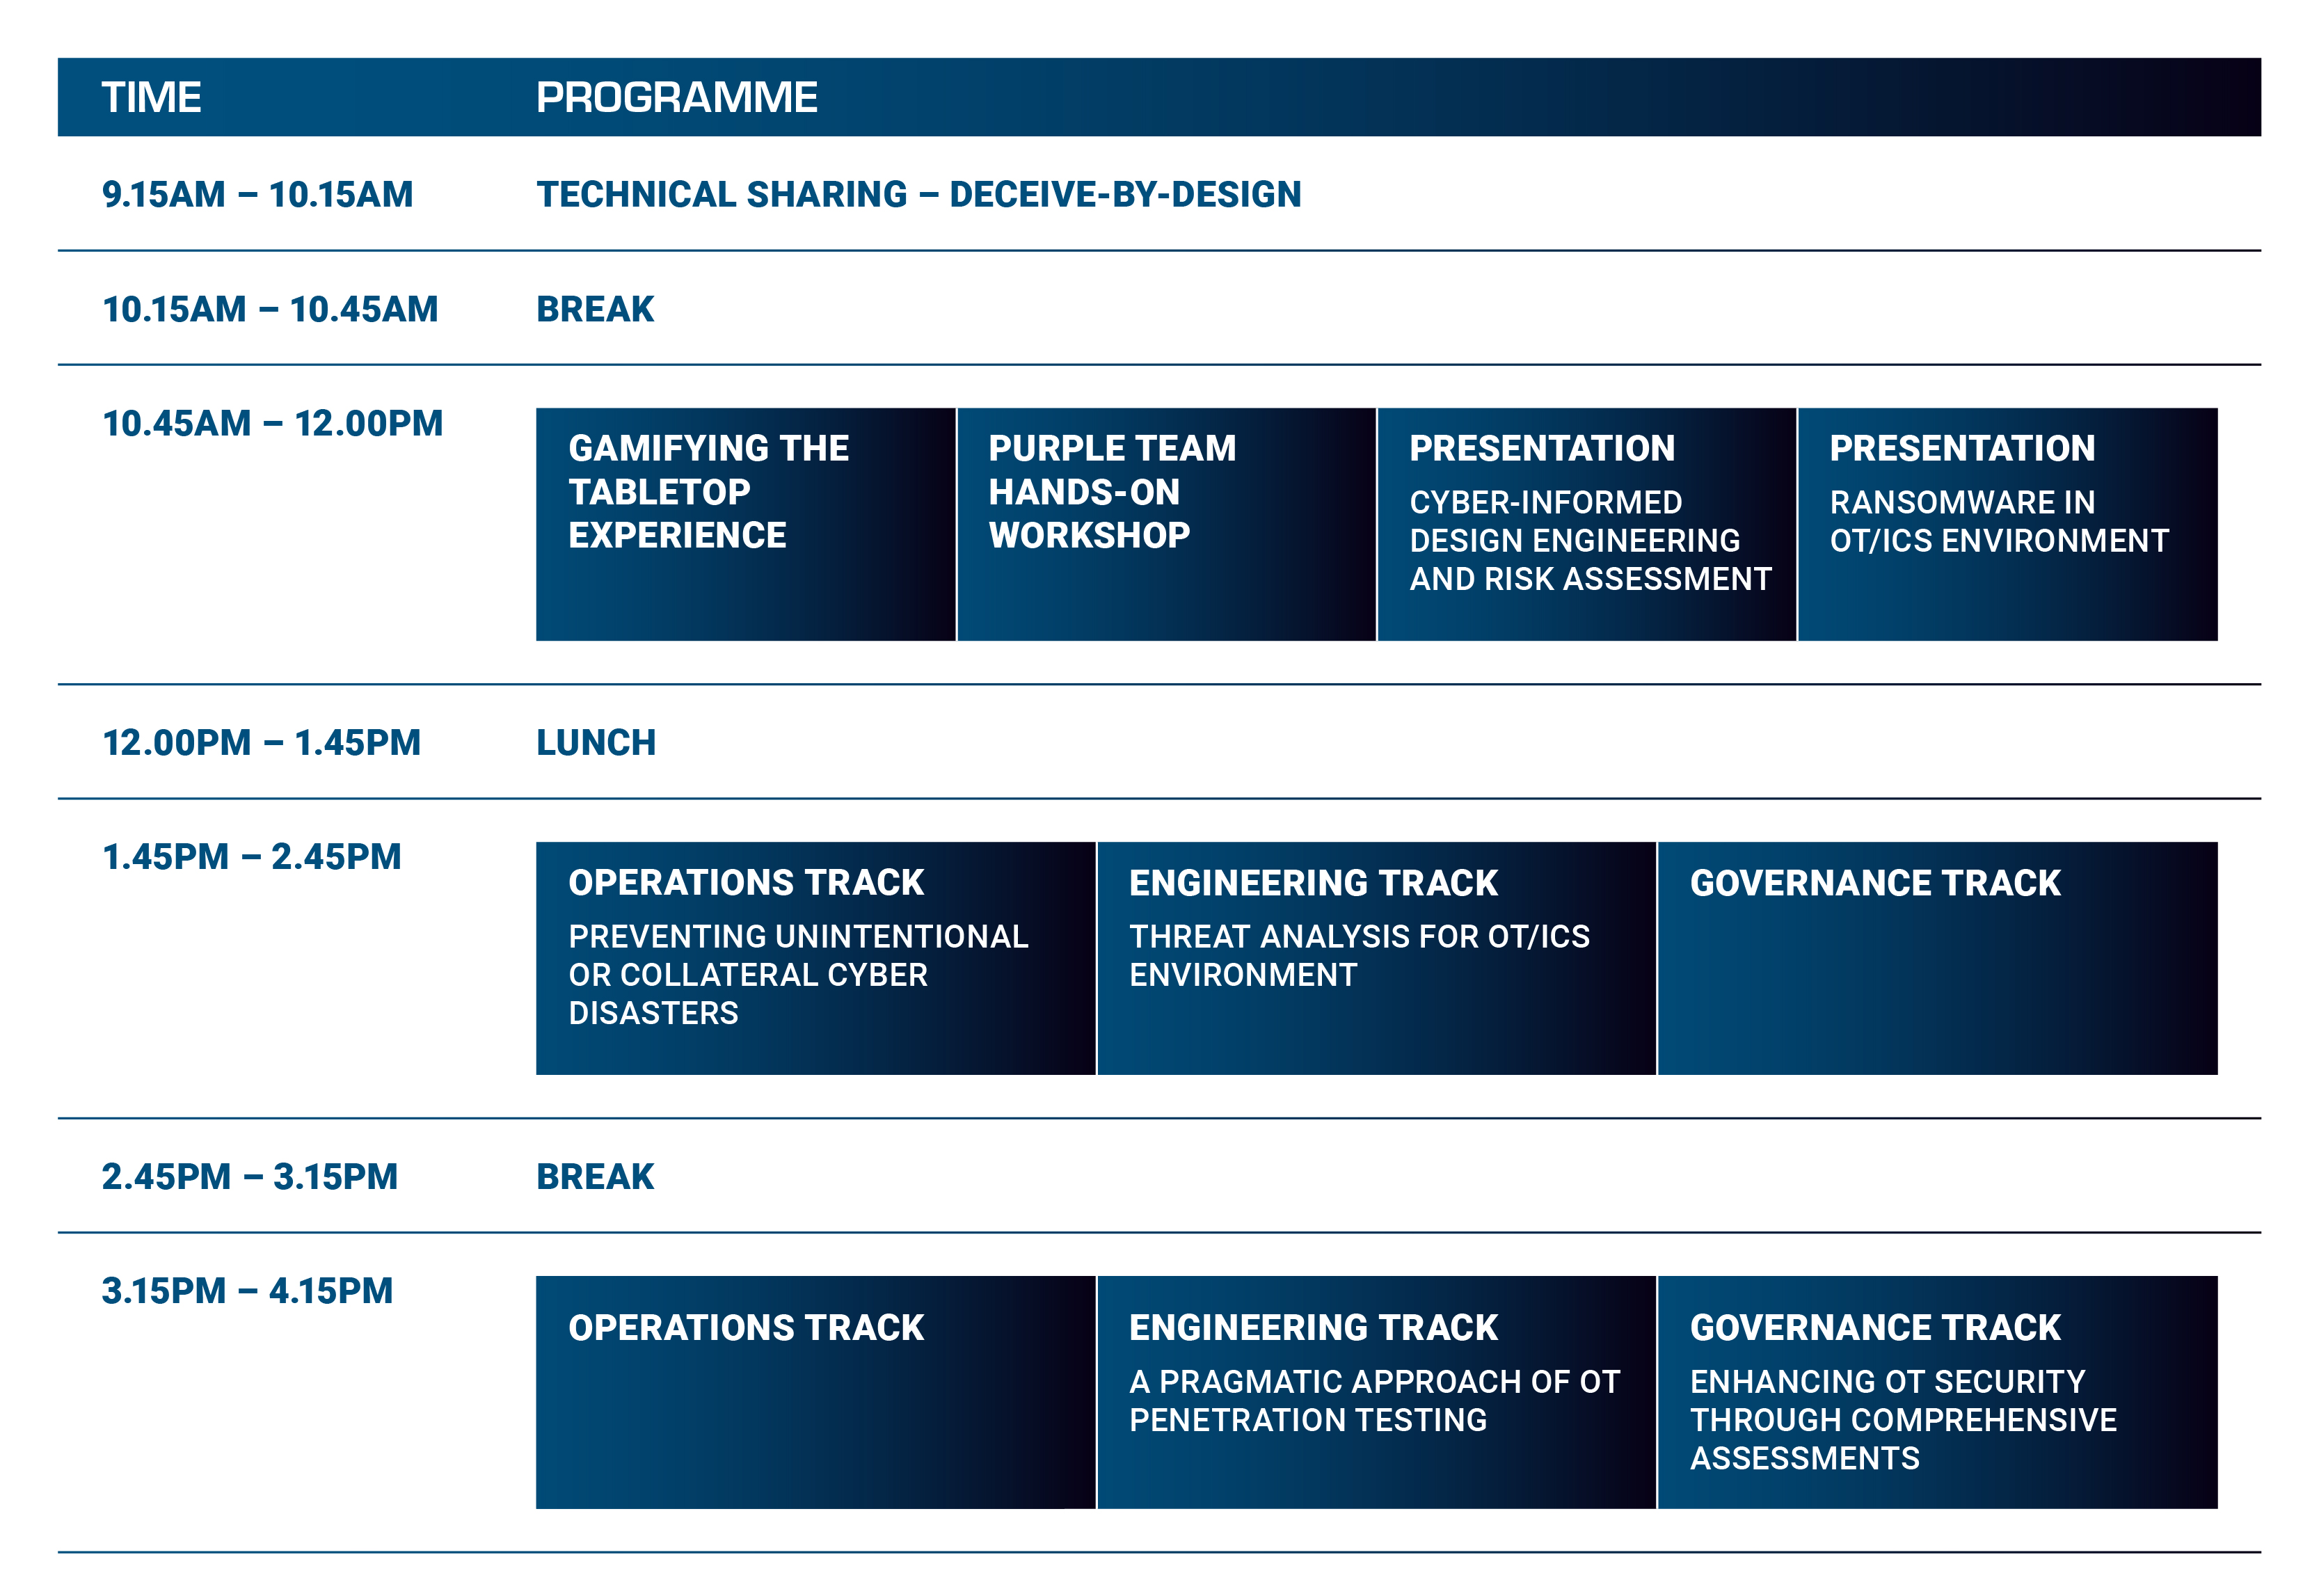 TIME
PROGRAMME
9.15AM – 10.15AM
TECHNICAL SHARING – DECEIVE-BY-DESIGN
10.15AM – 10.45AM
BREAK
10.45AM – 12.00PM
GAMIFYING THE
TABLETOP
EXPERIENCE
PURPLE TEAM
HANDS-ON
WORKSHOP
PRESENTATION
CYBER-INFORMED
DESIGN ENGINEERING
AND RISK ASSESSMENT
PRESENTATION
RANSOMWARE IN
OT/ICS ENVIRONMENT
12.00PM – 1.45PM
LUNCH
1.45PM – 2.45PM
OPERATIONS TRACK
PREVENTING UNINTENTIONAL
OR COLLATERAL CYBER
DISASTERS
ENGINEERING TRACK
THREAT ANALYSIS FOR OT/ICS
ENVIRONMENT
GOVERNANCE TRACK
2.45PM – 3.15PM
BREAK
3.15PM – 4.15PM
OPERATIONS TRACK
ENGINEERING TRACK
A PRAGMATIC APPROACH OF OT
PENETRATION TESTING
GOVERNANCE TRACK
ENHANCING OT SECURITY
THROUGH COMPREHENSIVE
ASSESSMENTS